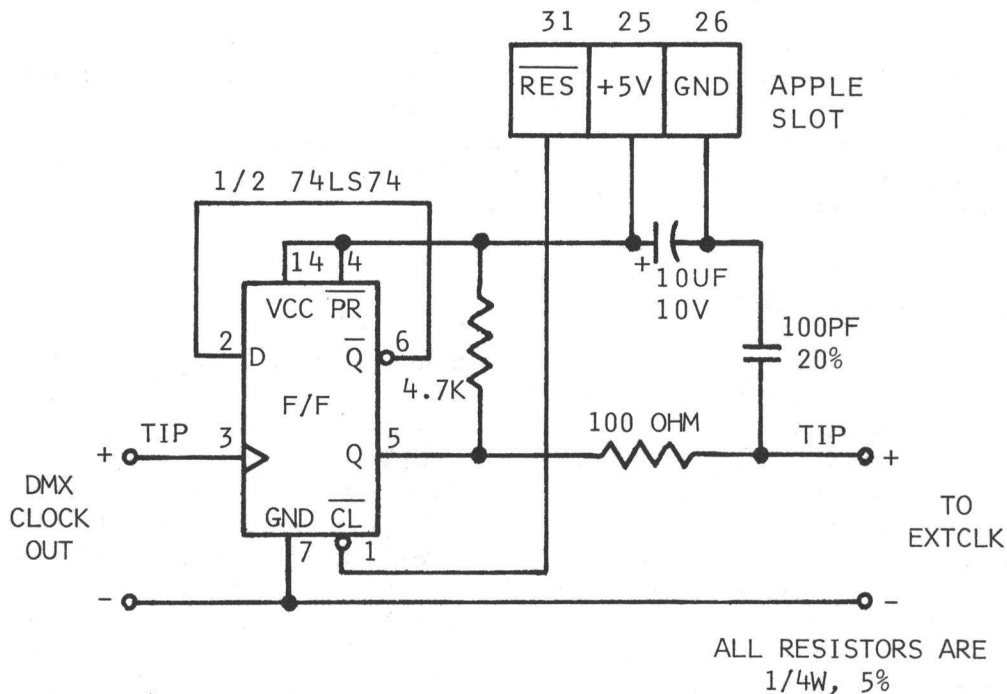 31 25 26
RES +5V GND
APPLE
SLOT
1/2 74LS74
14 4
VCC PR
+
10UF
10V
100PF
20%
2 D
Q 6
4.7K
F/F
100 OHM
TIP
3
Q 5
TIP
+
+
DMX
CLOCK
OUT
TO
EXTCLK
GND CL
7 1
-
-
ALL RESISTORS ARE
1/4W, 5%